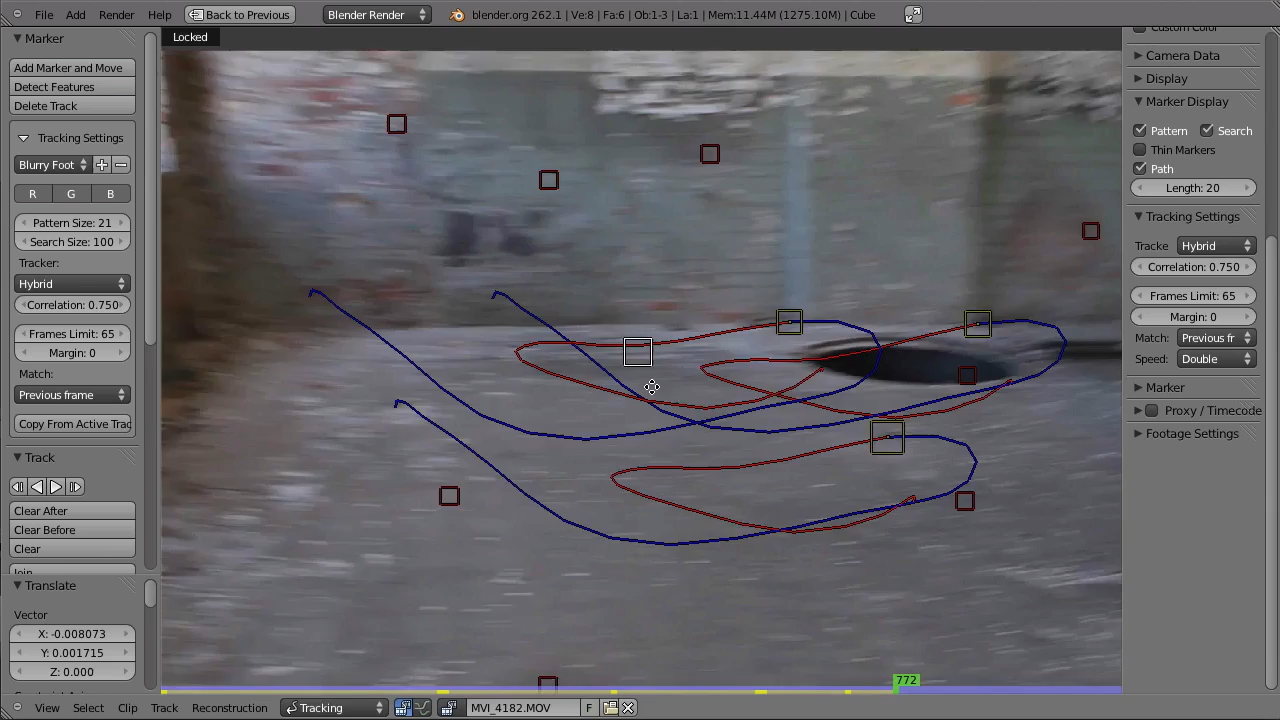 File Add Render Help Back to Previous Blender Render blender.org 262.1 | Ve:8 | Fa:6 | Ob:1-3 | La:1 | Mem:11.44M (1275.10M) | Cube
Marker
Add Marker and Move
Detect Features
Delete Track
Tracking Settings
Blurry Foot
R G B
Pattern Size: 21
Search Size: 100
Tracker:
Hybrid
Correlation: 0.750
Frames Limit: 65
Margin: 0
Match:
Previous frame
Copy From Active Trac
Track
Clear After
Clear Before
Clear
Join
Translate
Vector
X: -0.008073
Y: 0.001715
Z: 0.000
Locked
772
Custom Color
Camera Data
Display
Marker Display
Pattern Search
Thin Markers
Path
Length: 20
Tracking Settings
Tracke Hybrid
Correlation: 0.750
Frames Limit: 65
Margin: 0
Match: Previous fr
Speed: Double
Marker
Proxy / Timecode
Footage Settings
View Select Clip Track Reconstruction Tracking MVI_4182.MOV F